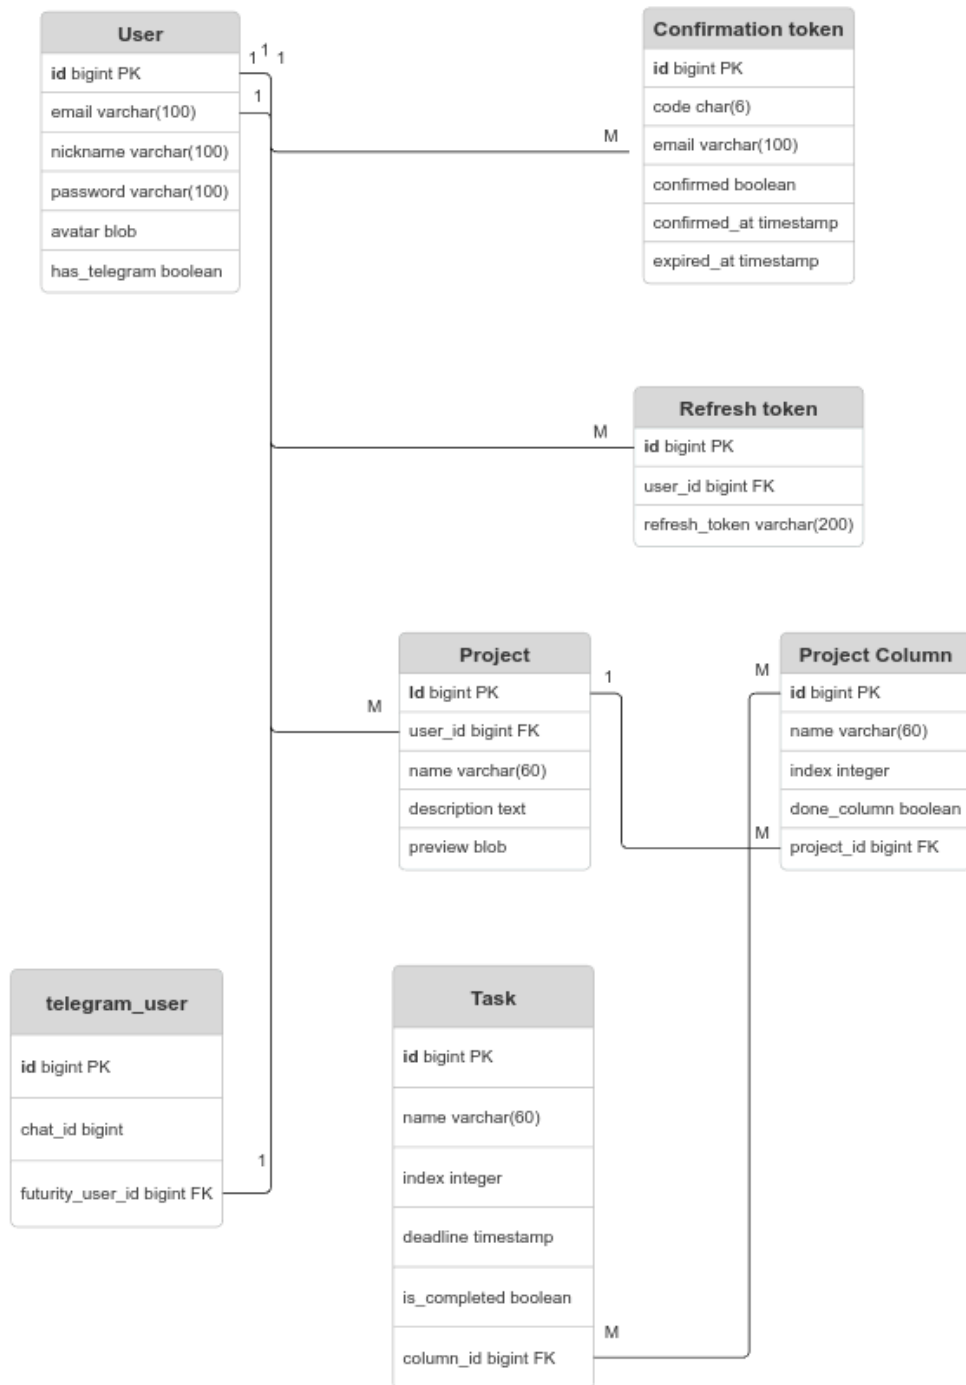 User
id bigint PK
email varchar(100)
nickname varchar(100)
password varchar(100)
avatar blob
has_telegram boolean
1 1 1
1
M
Confirmation token
id bigint PK
code char(6)
email varchar(100)
confirmed boolean
confirmed_at timestamp
expired_at timestamp
M
Refresh token
id bigint PK
user_id bigint FK
refresh_token varchar(200)
M
Project
Id bigint PK
user_id bigint FK
name varchar(60)
description text
preview blob
1
M
M
Project Column
id bigint PK
name varchar(60)
index integer
done_column boolean
project_id bigint FK
telegram_user
id bigint PK
chat_id bigint
futurity_user_id bigint FK
1
Task
id bigint PK
name varchar(60)
index integer
deadline timestamp
is_completed boolean
column_id bigint FK
M